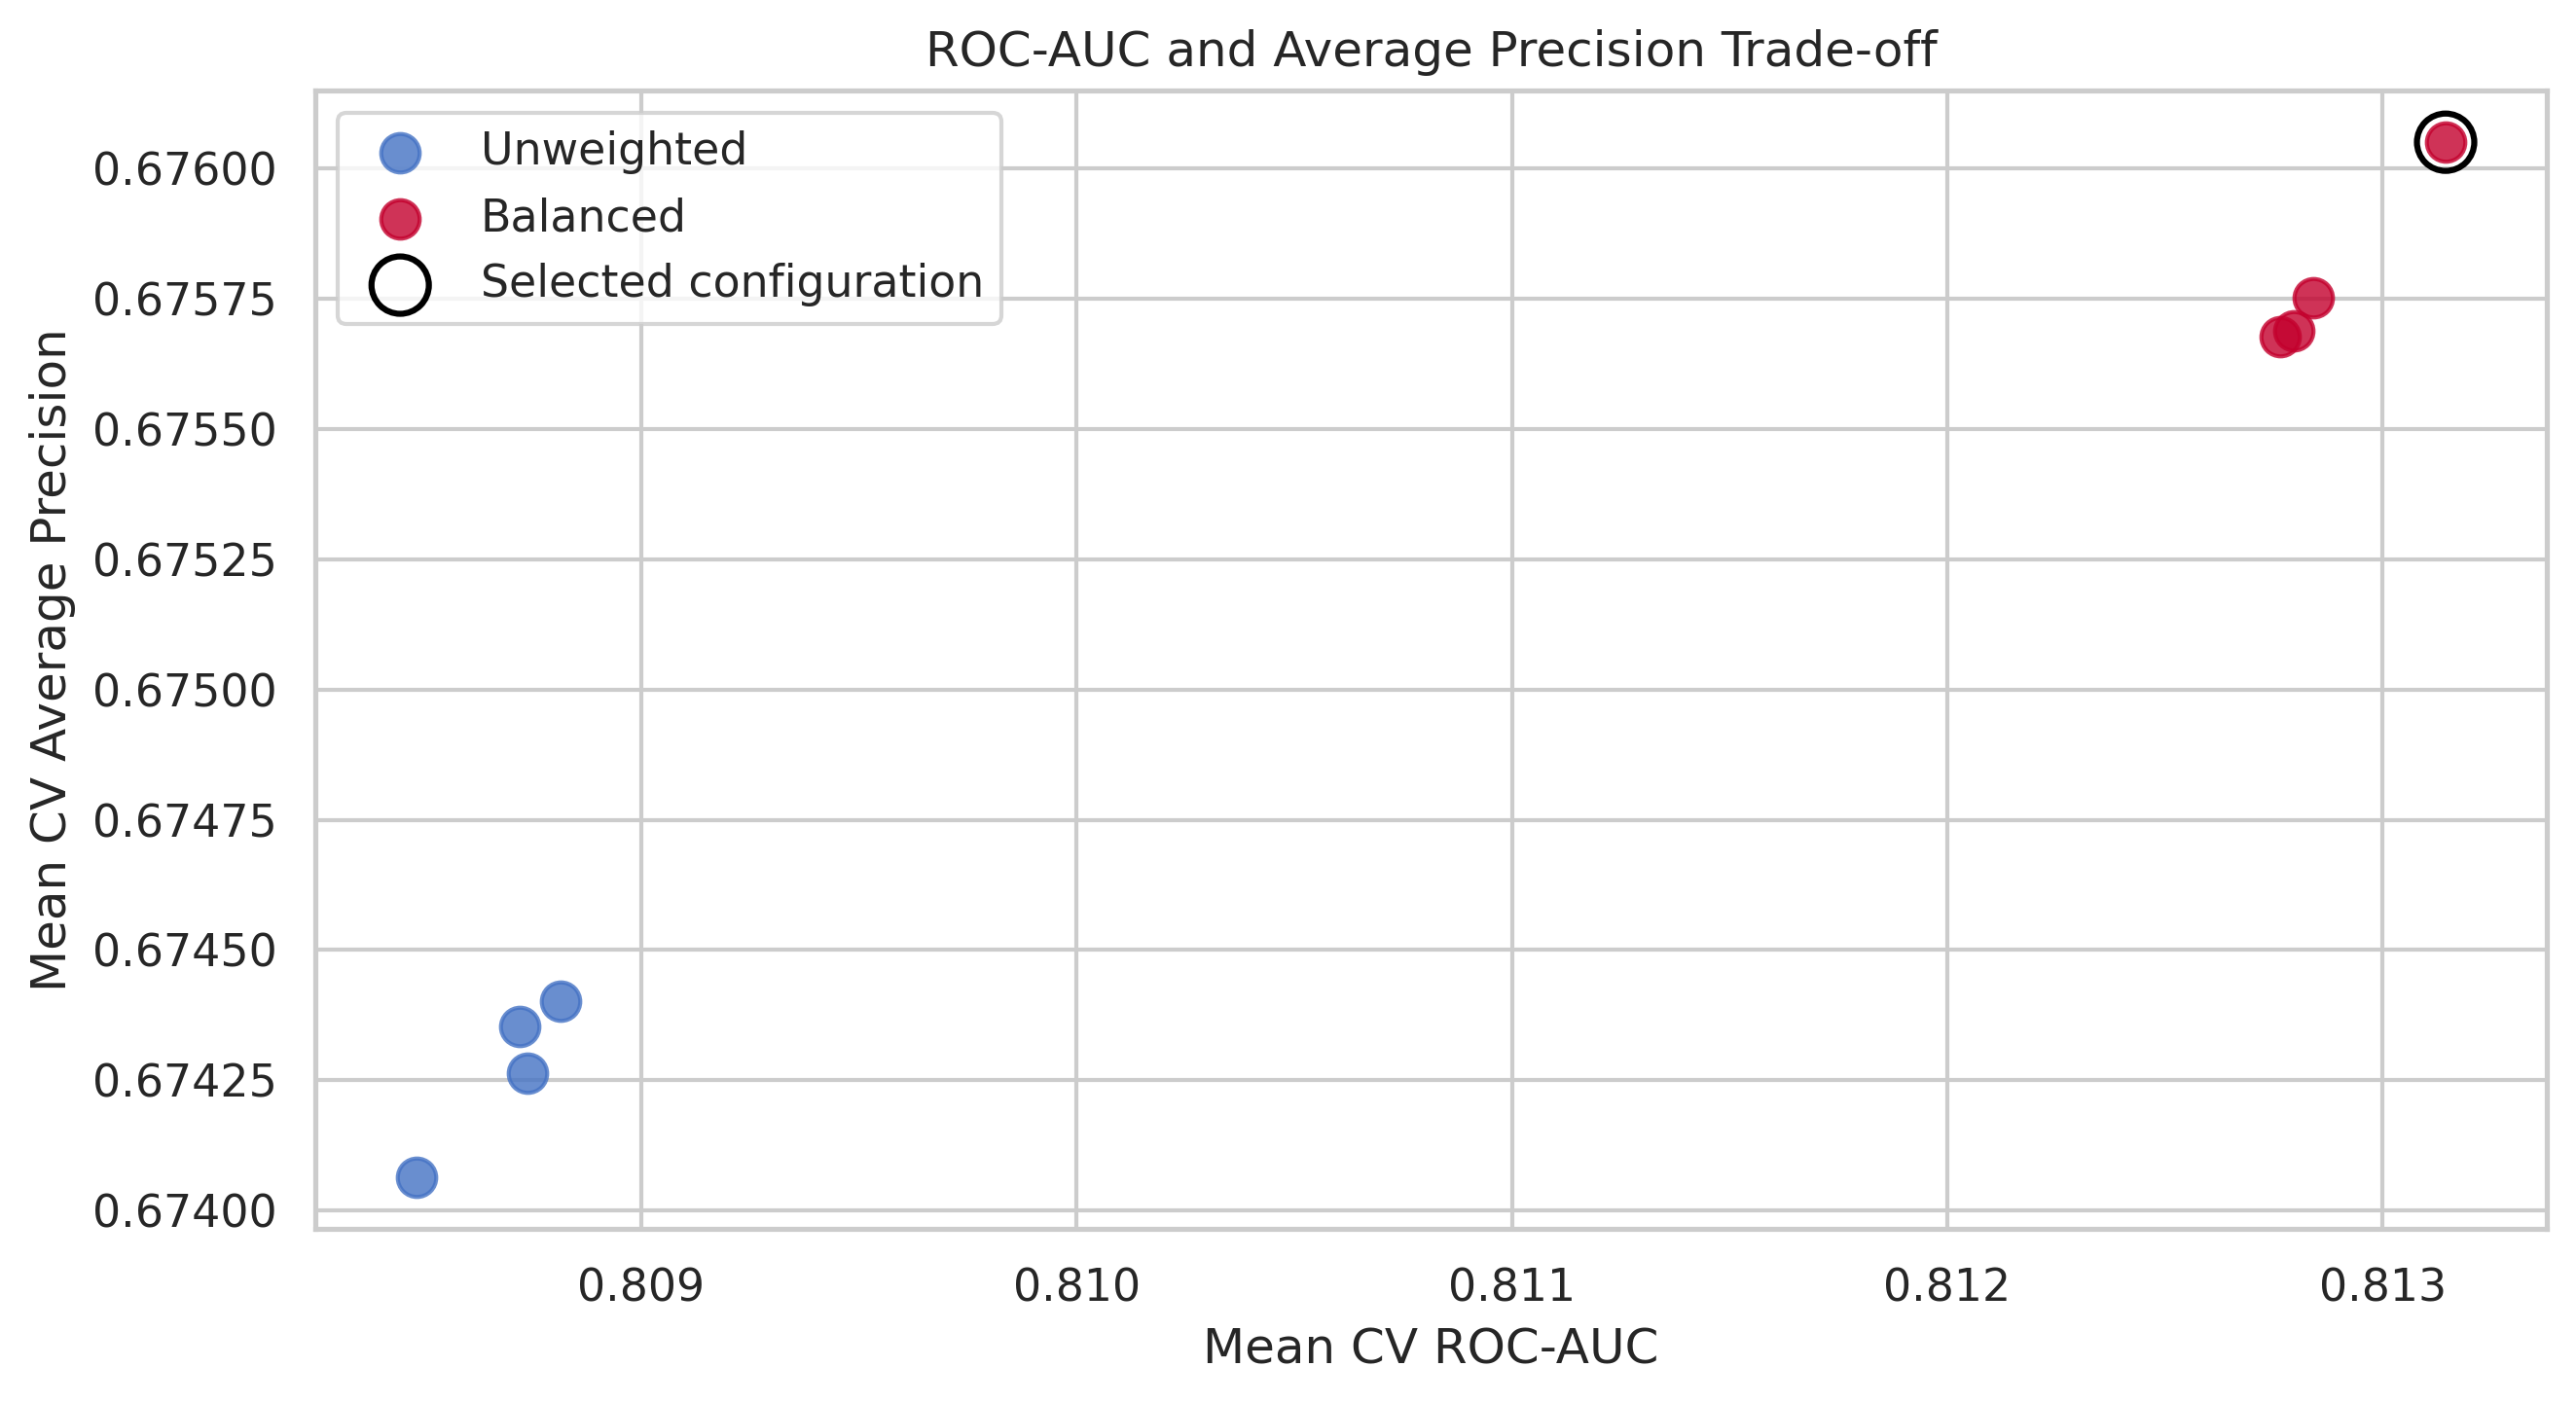 ROC-AUC and Average Precision Trade-off
Unweighted
Balanced
Selected configuration
Mean CV Average Precision
0.67600
0.67575
0.67550
0.67525
0.67500
0.67475
0.67450
0.67425
0.67400
0.809 0.810 0.811 0.812 0.813
Mean CV ROC-AUC